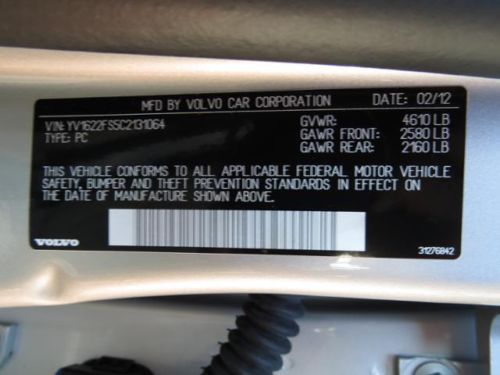 MFD BY VOLVO CAR CORPORATION DATE: 02/12
VIN: YV1622FS5C2131064 GVWR: 4610 LB
TYPE: PC GAWR FRONT: 2580 LB
GAWR REAR: 2160 LB
THIS VEHICLE CONFORMS TO ALL APPLICABLE FEDERAL MOTOR VEHICLE
SAFETY, BUMPER AND THEFT PREVENTION STANDARDS IN EFFECT ON
THE DATE OF MANUFACTURE SHOWN ABOVE.
VOLVO 31276842